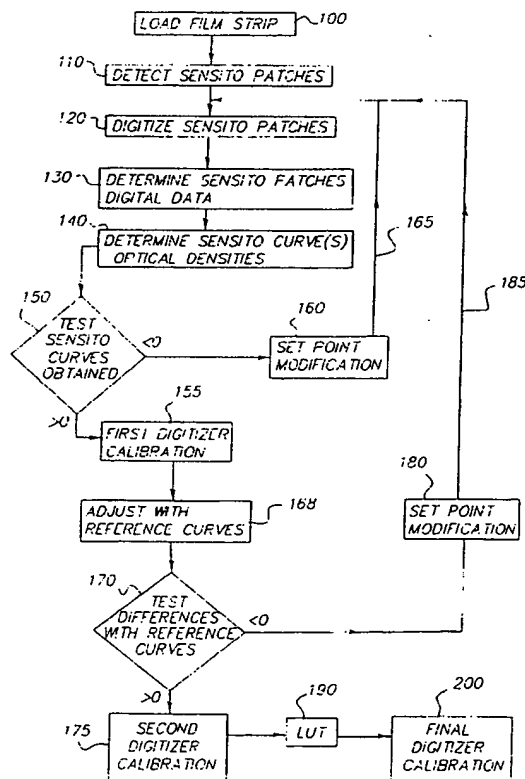 LOAD FILM STRIP
100
110
DETECT SENSITO PATCHES
120
DIGITIZE SENSITO PATCHES
130
DETERMINE SENSITO PATCHES
DIGITAL DATA
140
DETERMINE SENSITO CURVE(S)
OPTICAL DENSITIES
165
185
150
TEST
SENSITO
CURVES
OBTAINED
<0
>0
160
SET POINT
MODIFICATION
155
FIRST DIGITIZER
CALIBRATION
168
ADJUST WITH
REFERENCE CURVES
180
SET POINT
MODIFICATION
170
TEST
DIFFERENCES
WITH REFERENCE
CURVES
<0
>0
175
SECOND
DIGITIZER
CALIBRATION
190
LUT
200
FINAL
DIGITIZER
CALIBRATION